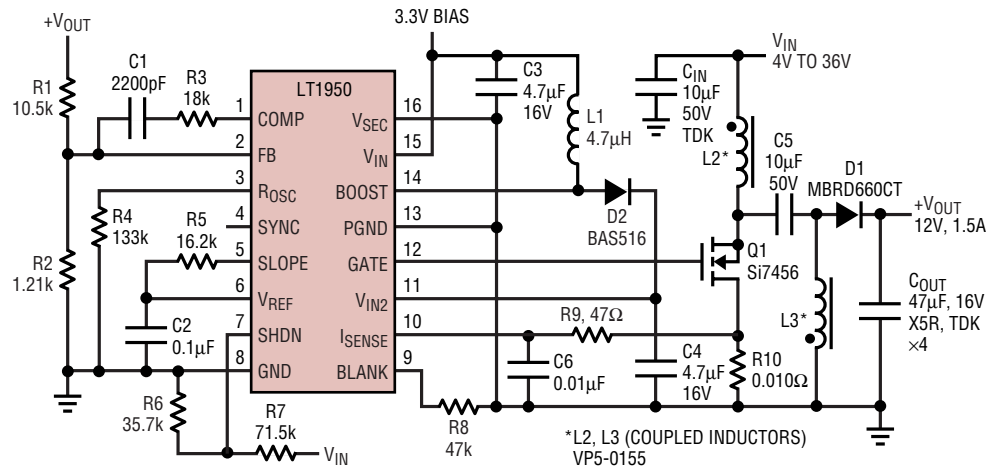 +VOUT
3.3V BIAS
VIN
4V TO 36V
R1
10.5k
C1
2200pF
R3
18k
LT1950
1
COMP
2
FB
3
ROSC
4
SYNC
5
SLOPE
6
VREF
7
SHDN
8
GND
16
VSEC
15
VIN
14
BOOST
13
PGND
12
GATE
11
VIN2
10
ISENSE
9
BLANK
C3
4.7µF
16V
L1
4.7µH
CIN
10µF
50V
TDK
L2*
C5
10µF
50V
D1
MBRD660CT
+VOUT
12V, 1.5A
R4
133k
R5
16.2k
R2
1.21k
C2
0.1µF
R6
35.7k
R7
71.5k
VIN
D2
BAS516
Q1
Si7456
L3*
COUT
47µF, 16V
X5R, TDK
×4
R9, 47Ω
C6
0.01µF
C4
4.7µF
16V
R10
0.010Ω
R8
47k
*L2, L3 (COUPLED INDUCTORS)
VP5-0155